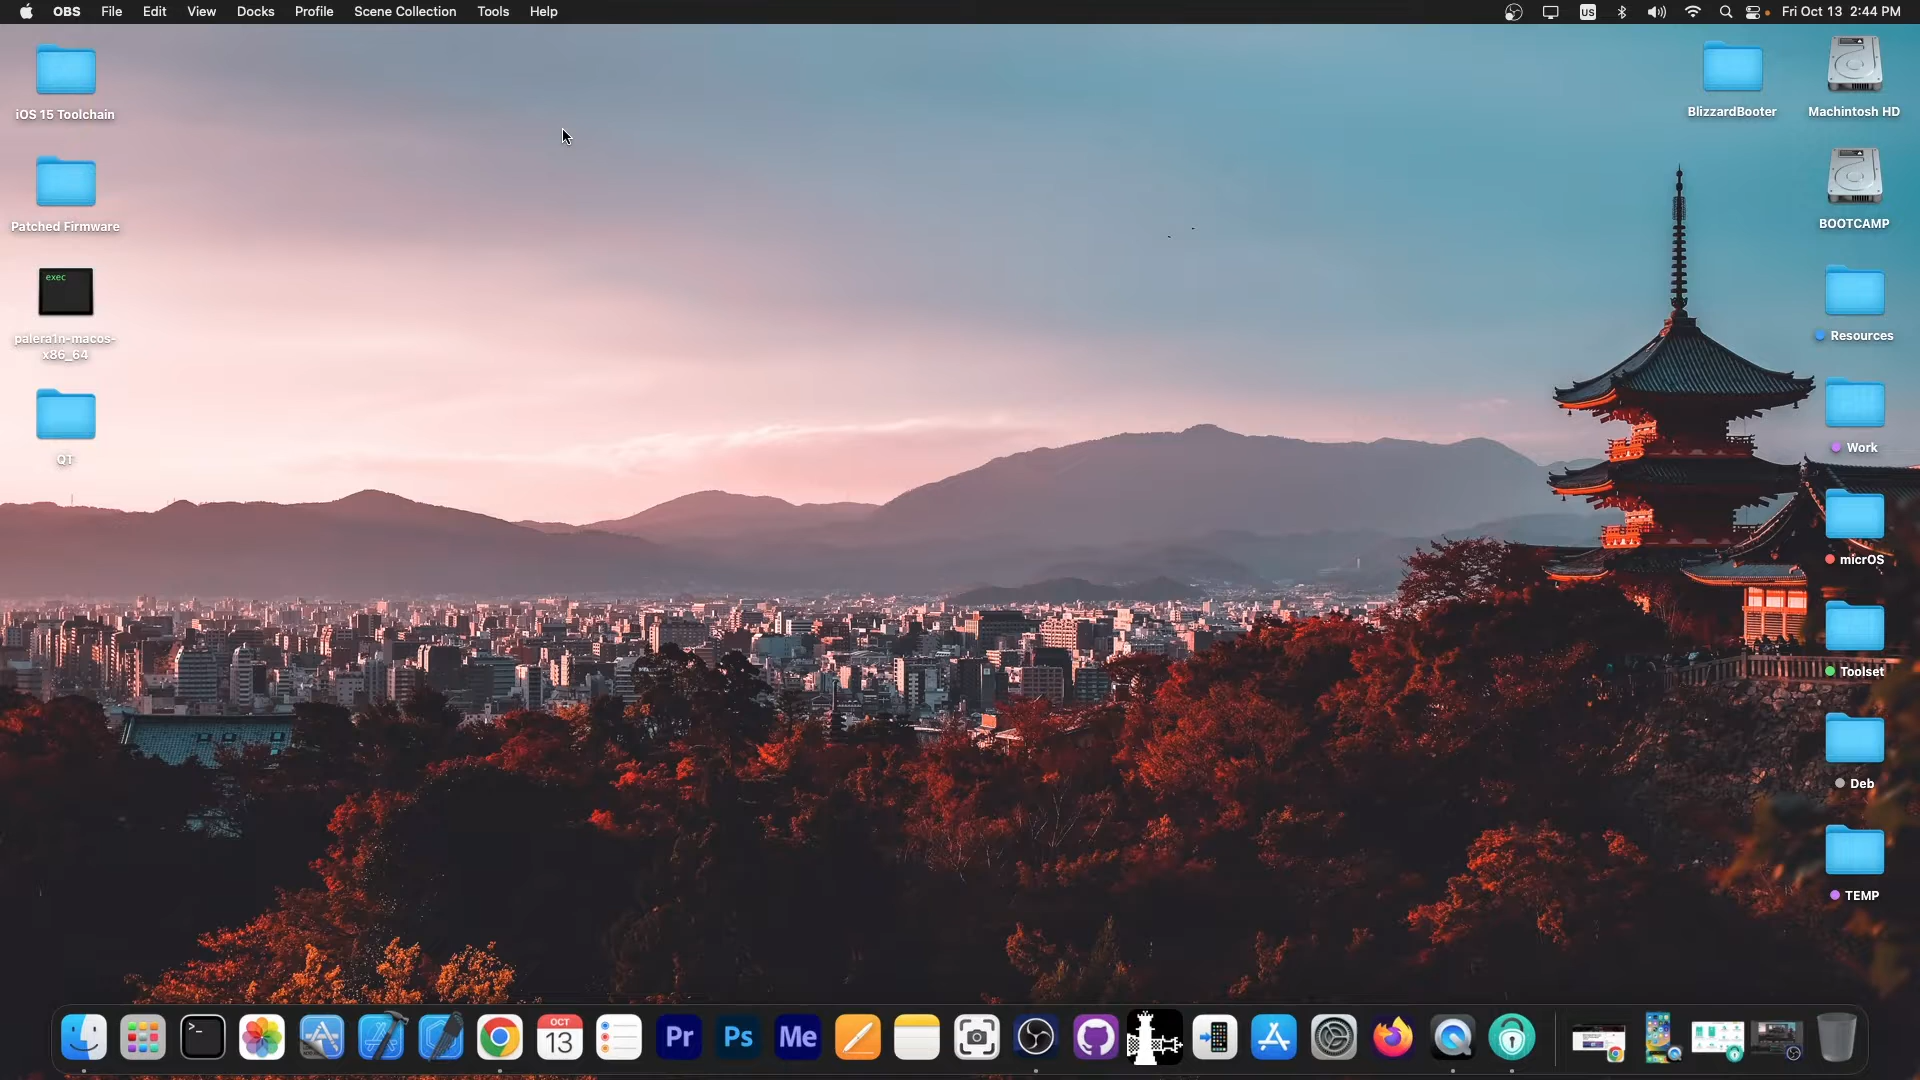 OBS File Edit View Docks Profile Scene Collection Tools Help
US
Fri Oct 13 2:44 PM
iOS 15 Toolchain
Patched Firmware
exec
palera1n-macos-
x86_64
QT
BlizzardBooter
Machintosh HD
BOOTCAMP
Resources
Work
micrOS
Toolset
Deb
TEMP
>_
OCT
13
Pr
Ps
Me